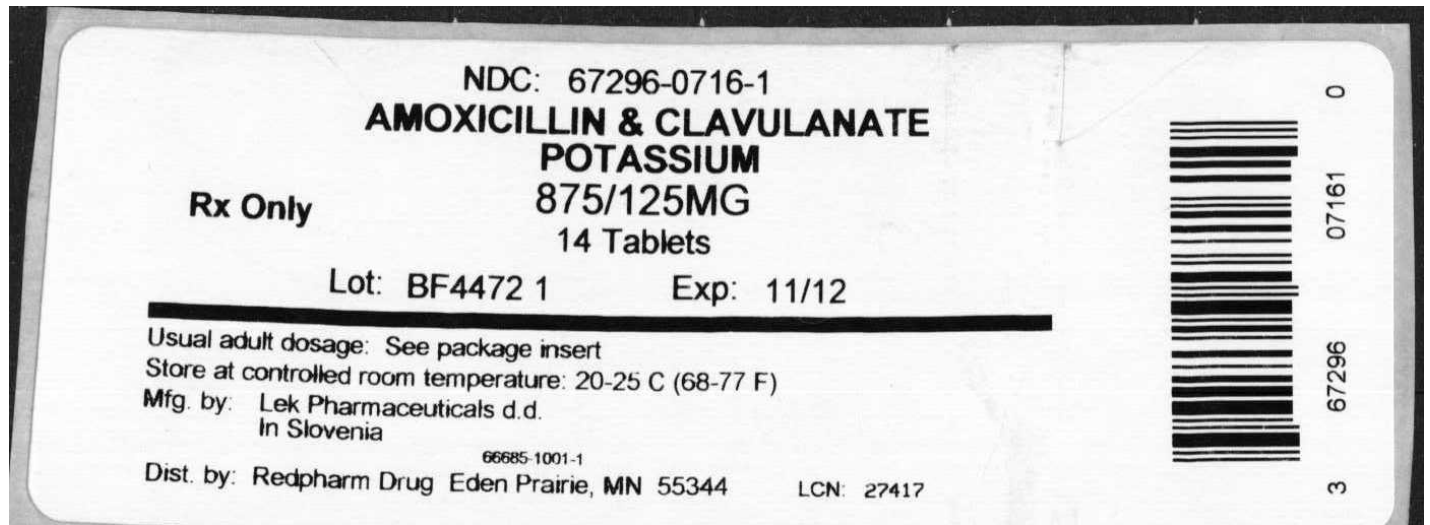 NDC: 67296-0716-1
AMOXICILLIN & CLAVULANATE
POTASSIUM
Rx Only
875/125MG
14 Tablets
Lot: BF4472 1 Exp: 11/12
Usual adult dosage: See package insert
Store at controlled room temperature: 20-25 C (68-77 F)
Mfg. by: Lek Pharmaceuticals d.d.
In Slovenia
66685-1001-1
Dist. by: Redpharm Drug Eden Prairie, MN 55344 LCN: 27417
3 67296 07161 0